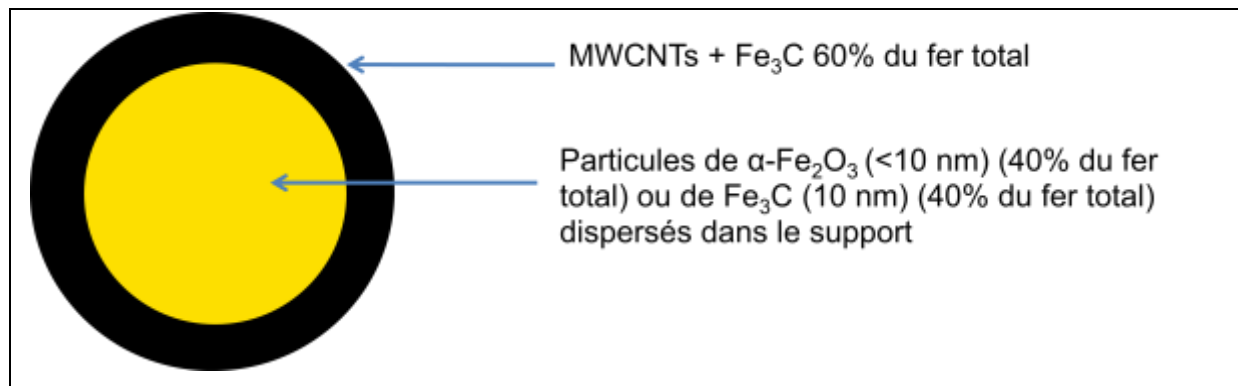 MWCNTs + Fe₃C 60% du fer total
Particules de α-Fe₂O₃ (<10 nm) (40% du fer
total) ou de Fe₃C (10 nm) (40% du fer total)
dispersés dans le support